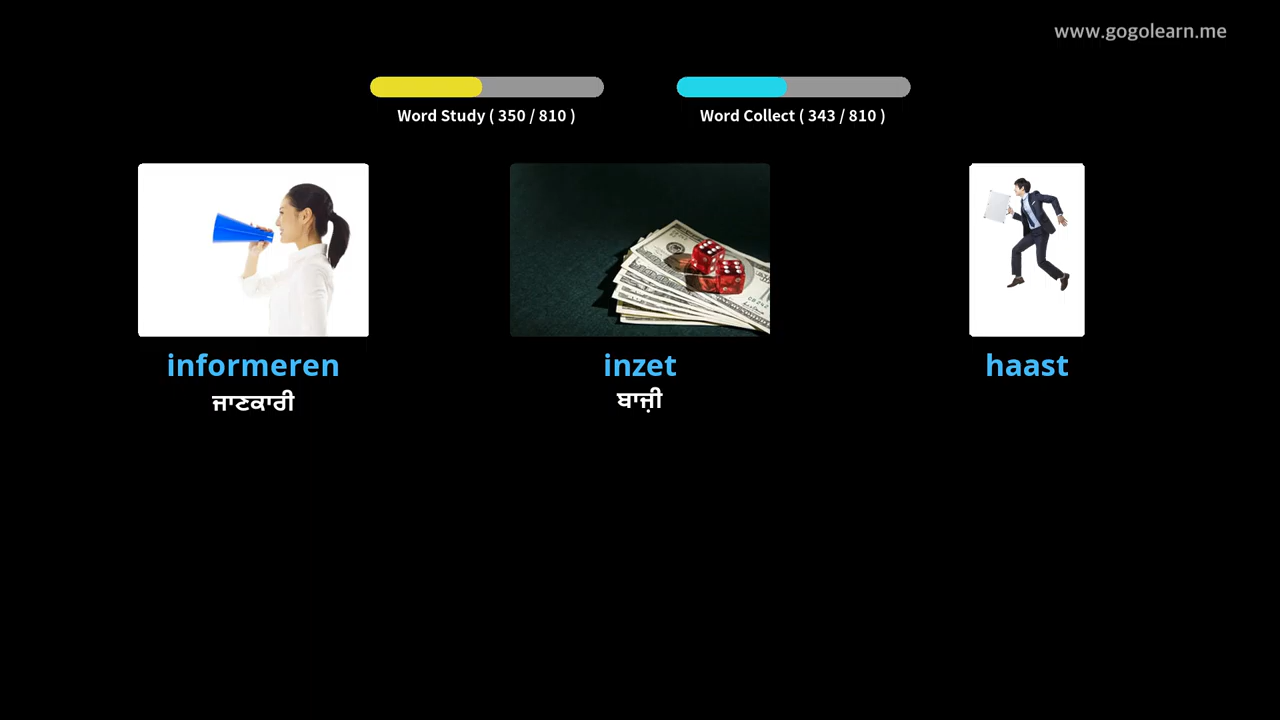 www.gogolearn.me
Word Study ( 350 / 810 )
Word Collect ( 343 / 810 )
informeren
inzet
haast
ਜਾਣਕਾਰੀ
ਬਾਜ਼ੀ